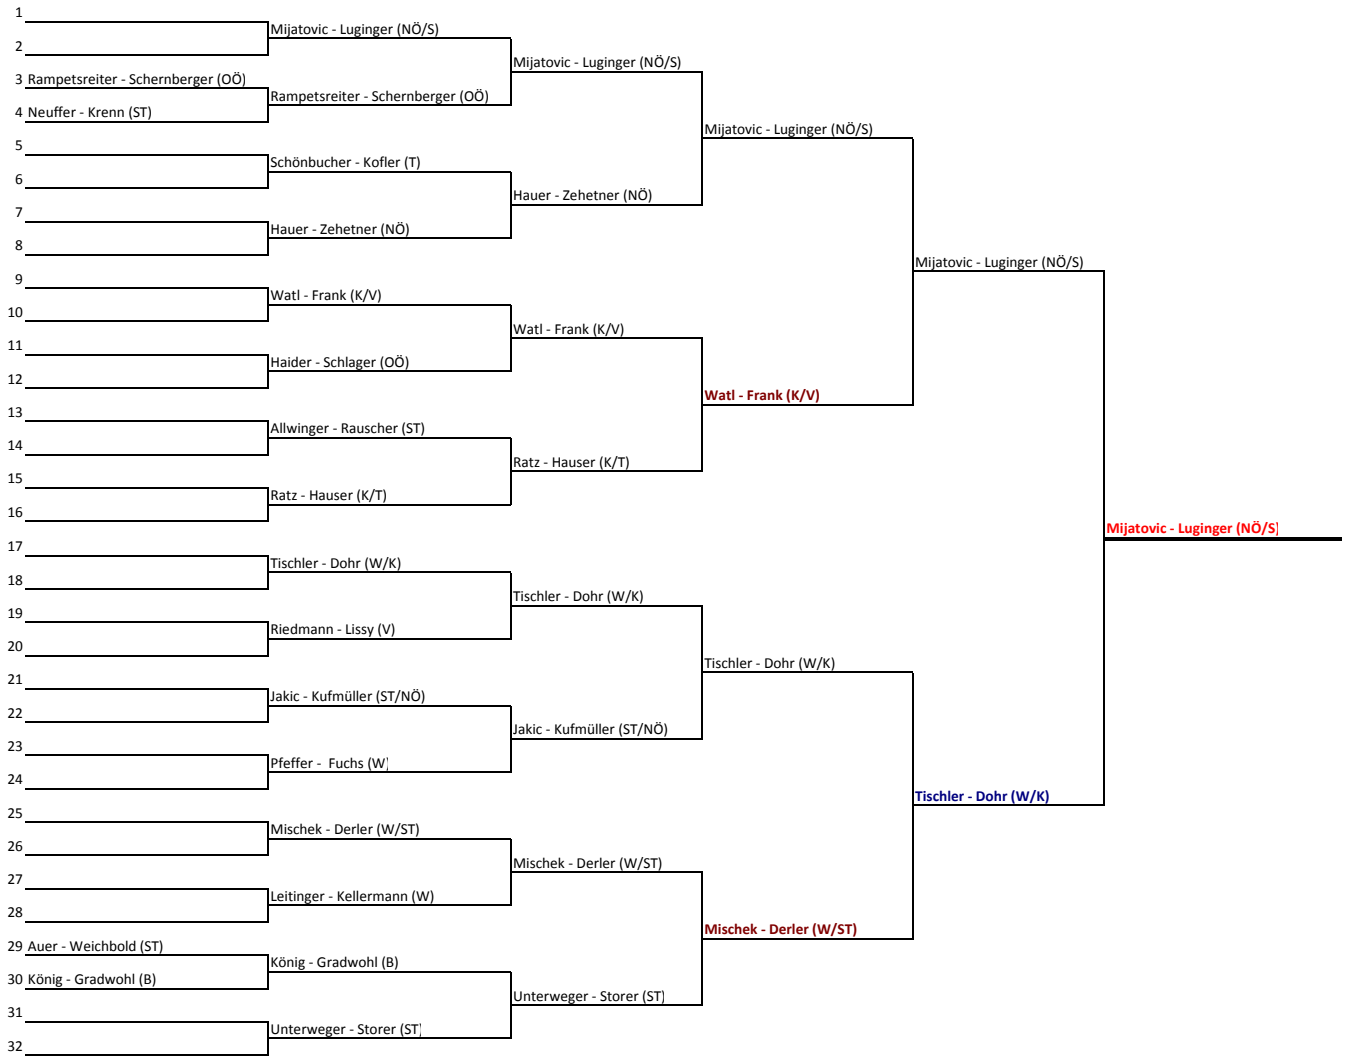 1
Mijatovic - Luginger (NÖ/S)
2
Mijatovic - Luginger (NÖ/S)
3 Rampetsreiter - Schernberger (OÖ)
Rampetsreiter - Schernberger (OÖ)
4 Neuffer - Krenn (ST)
Mijatovic - Luginger (NÖ/S)
5
Schönbucher - Kofler (T)
6
Hauer - Zehetner (NÖ)
7
Hauer - Zehetner (NÖ)
8
Mijatovic - Luginger (NÖ/S)
9
Watl - Frank (K/V)
10
Watl - Frank (K/V)
11
Haider - Schlager (OÖ)
12
Watl - Frank (K/V)
13
Allwinger - Rauscher (ST)
14
Ratz - Hauser (K/T)
15
Ratz - Hauser (K/T)
16
Mijatovic - Luginger (NÖ/S)
17
Tischler - Dohr (W/K)
18
Tischler - Dohr (W/K)
19
Riedmann - Lissy (V)
20
Tischler - Dohr (W/K)
21
Jakic - Kufmüller (ST/NÖ)
22
Jakic - Kufmüller (ST/NÖ)
23
Pfeffer - Fuchs (W)
24
Tischler - Dohr (W/K)
25
Mischek - Derler (W/ST)
26
Mischek - Derler (W/ST)
27
Leitinger - Kellermann (W)
28
Mischek - Derler (W/ST)
29 Auer - Weichbold (ST)
König - Gradwohl (B)
30 König - Gradwohl (B)
Unterweger - Storer (ST)
31
Unterweger - Storer (ST)
32